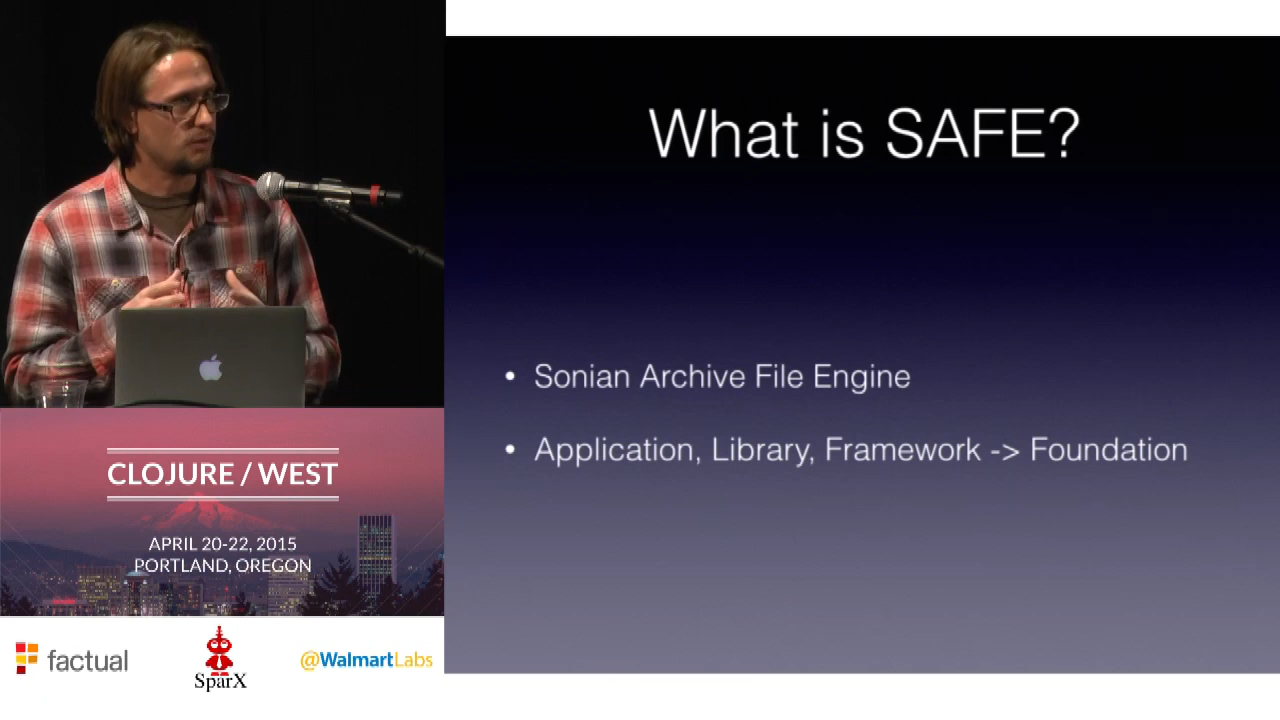 What is SAFE?
• Sonian Archive File Engine
• Application, Library, Framework -> Foundation
CLOJURE / WEST
APRIL 20-22, 2015
PORTLAND, OREGON
factual
SparX
@WalmartLabs